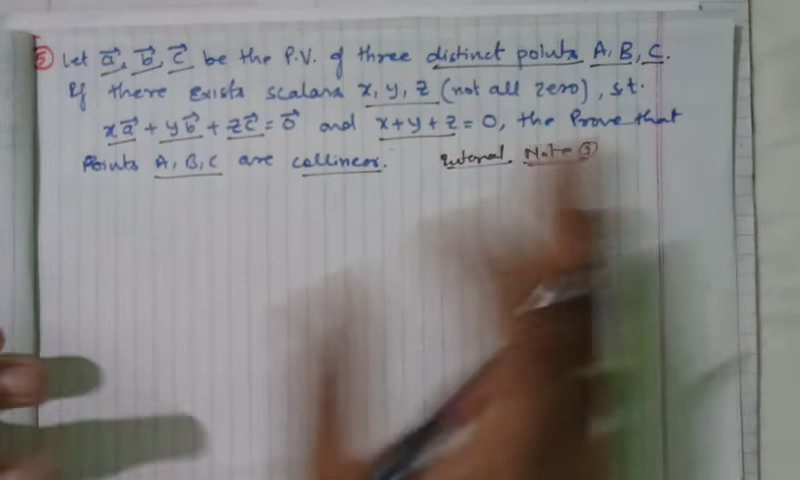 ⑤ Let a⃗, b⃗, c⃗ be the P.V. of three distinct points A, B, C.
If there exists scalars x, y, z (not all zero), s.t.
xa⃗ + yb⃗ + zc⃗ = 0⃗ and x+y+z = 0, the Prove that
Points A, B, C are collinear. Note ③